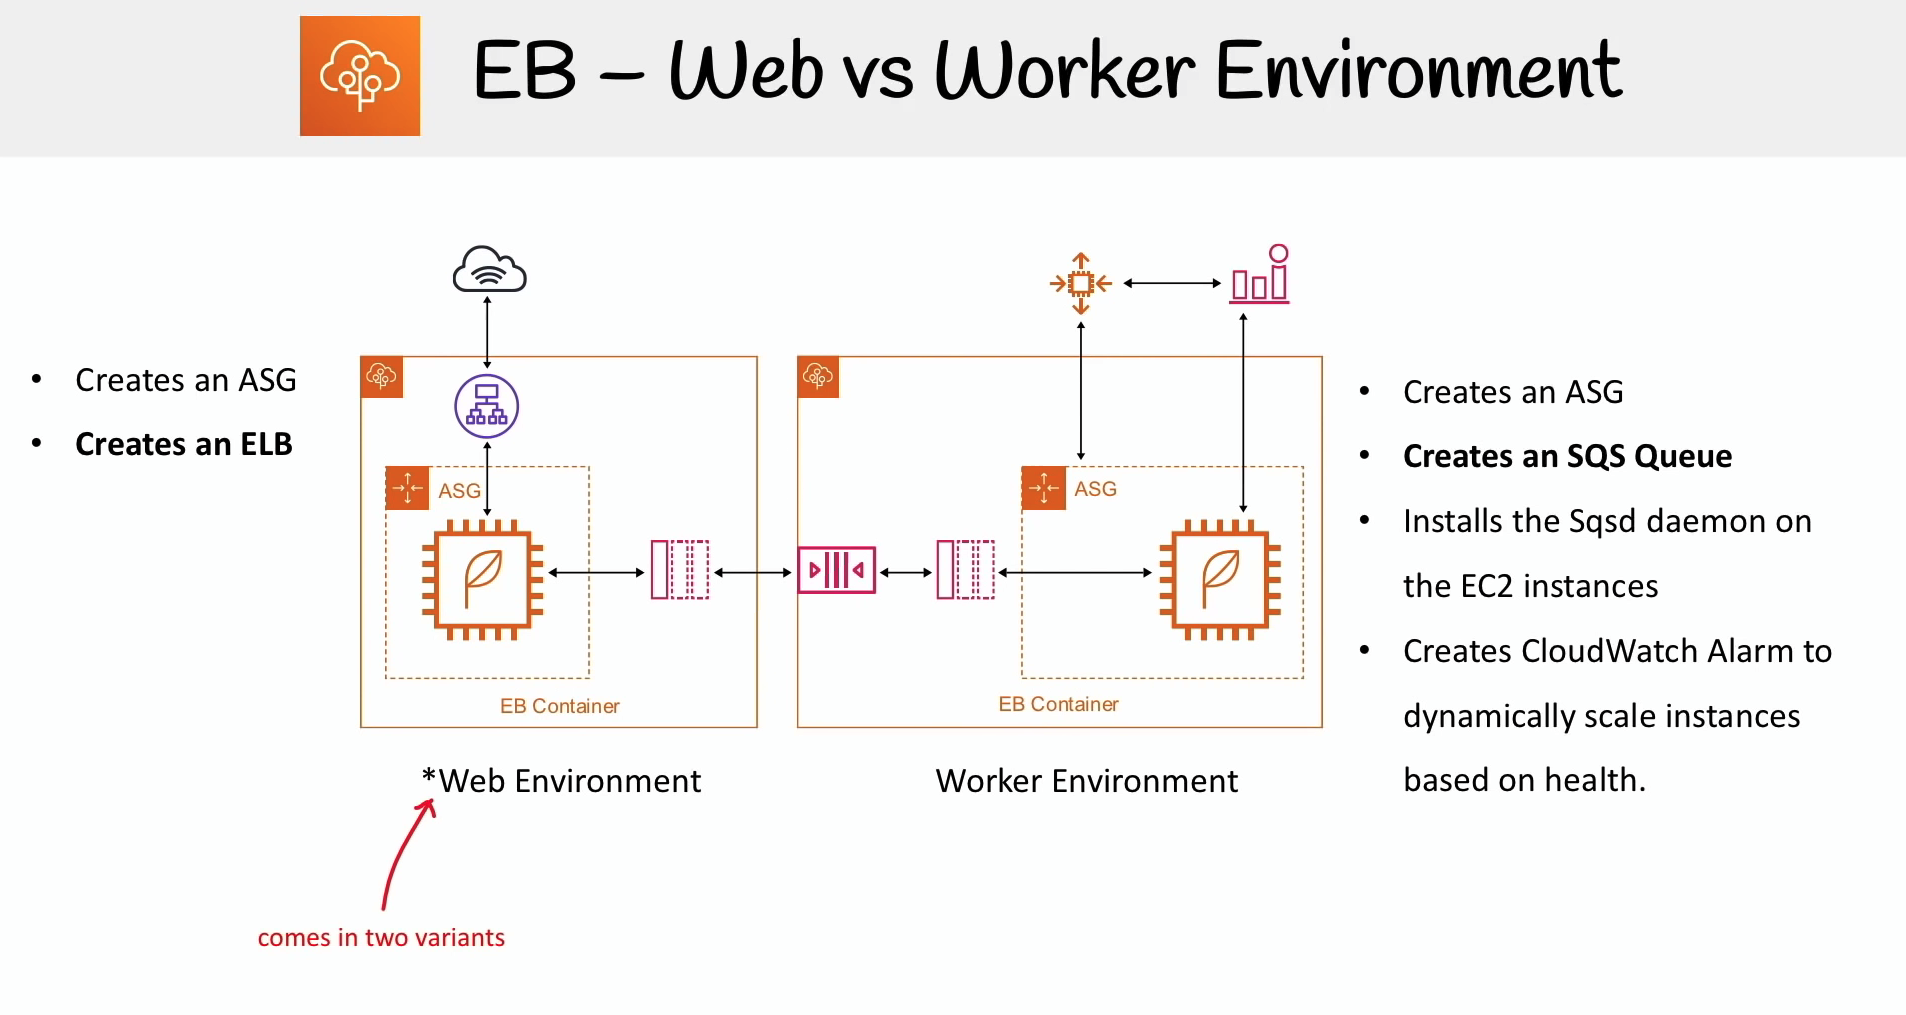 EB – Web vs Worker Environment
• Creates an ASG
• Creates an ELB
ASG
EB Container
*Web Environment
comes in two variants
ASG
EB Container
Worker Environment
• Creates an ASG
• Creates an SQS Queue
• Installs the Sqsd daemon on
the EC2 instances
• Creates CloudWatch Alarm to
dynamically scale instances
based on health.